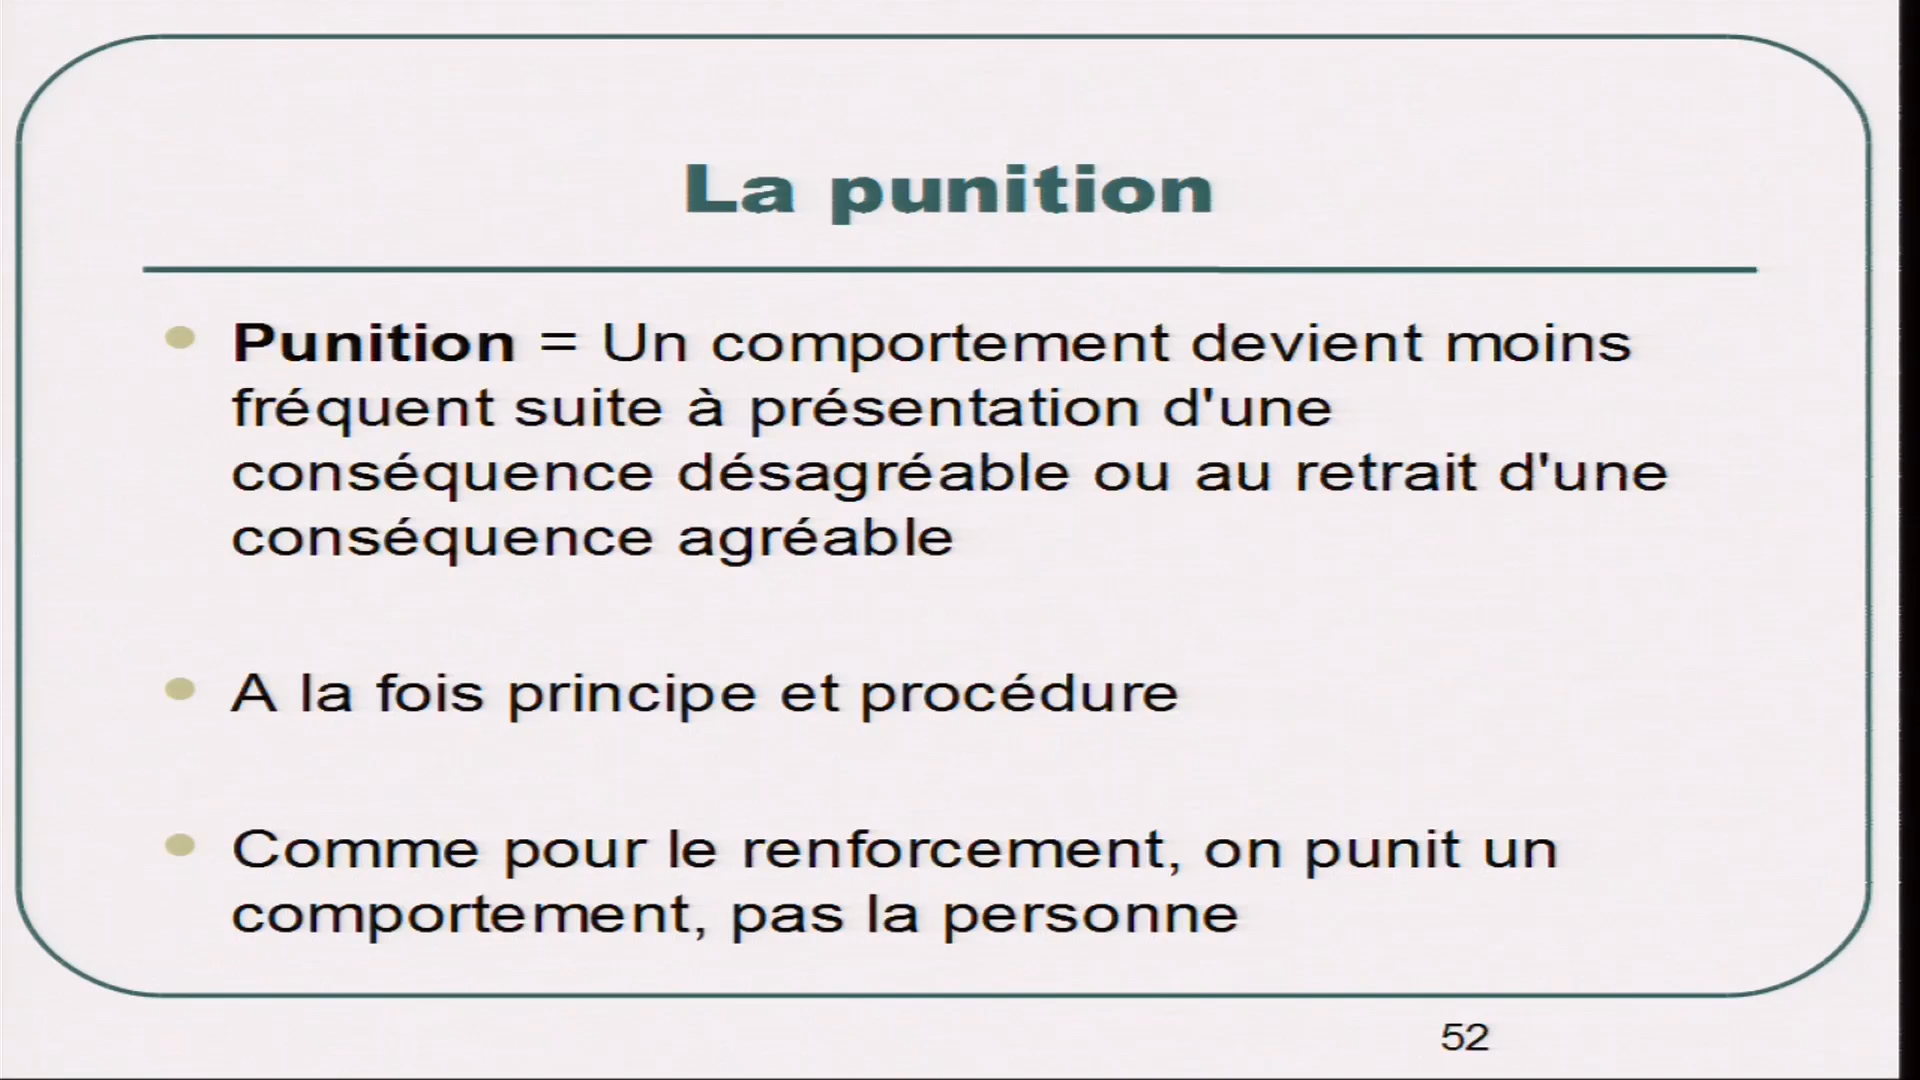 La punition
Punition = Un comportement devient moins
fréquent suite à présentation d'une
conséquence désagréable ou au retrait d'une
conséquence agréable
A la fois principe et procédure
Comme pour le renforcement, on punit un
comportement, pas la personne
52